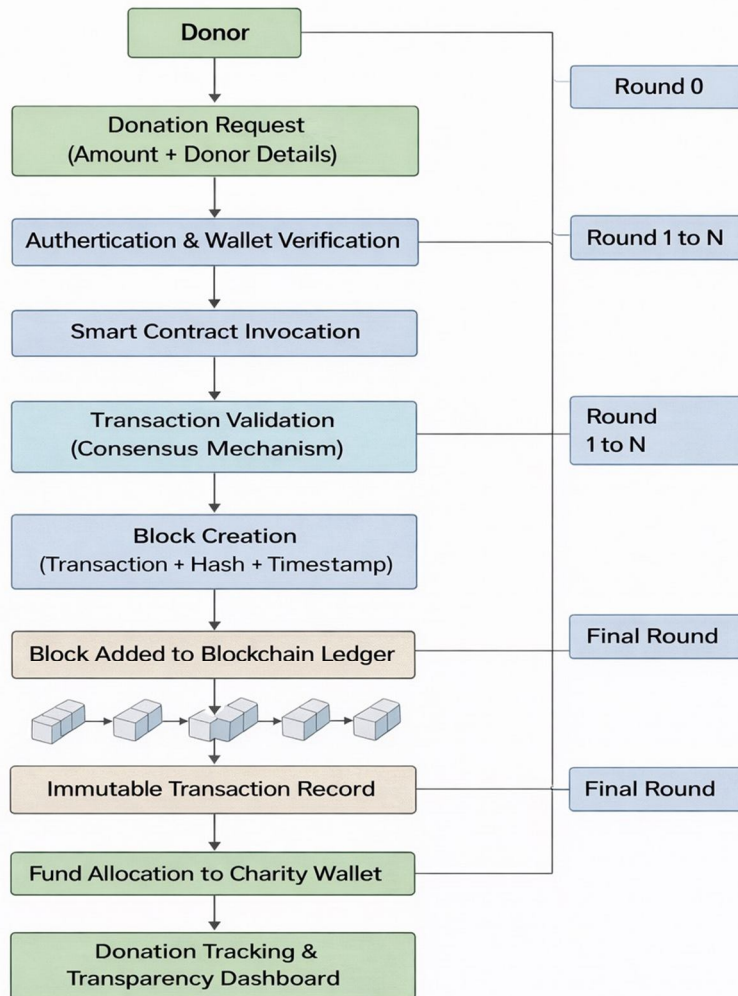 Donor
Round 0
Donation Request
(Amount + Donor Details)
Authertication & Wallet Verification
Round 1 to N
Smart Contract Invocation
Transaction Validation
(Consensus Mechanism)
Round
1 to N
Block Creation
(Transaction + Hash + Timestamp)
Block Added to Blockchain Ledger
Final Round
Immutable Transaction Record
Final Round
Fund Allocation to Charity Wallet
Donation Tracking &
Transparency Dashboard